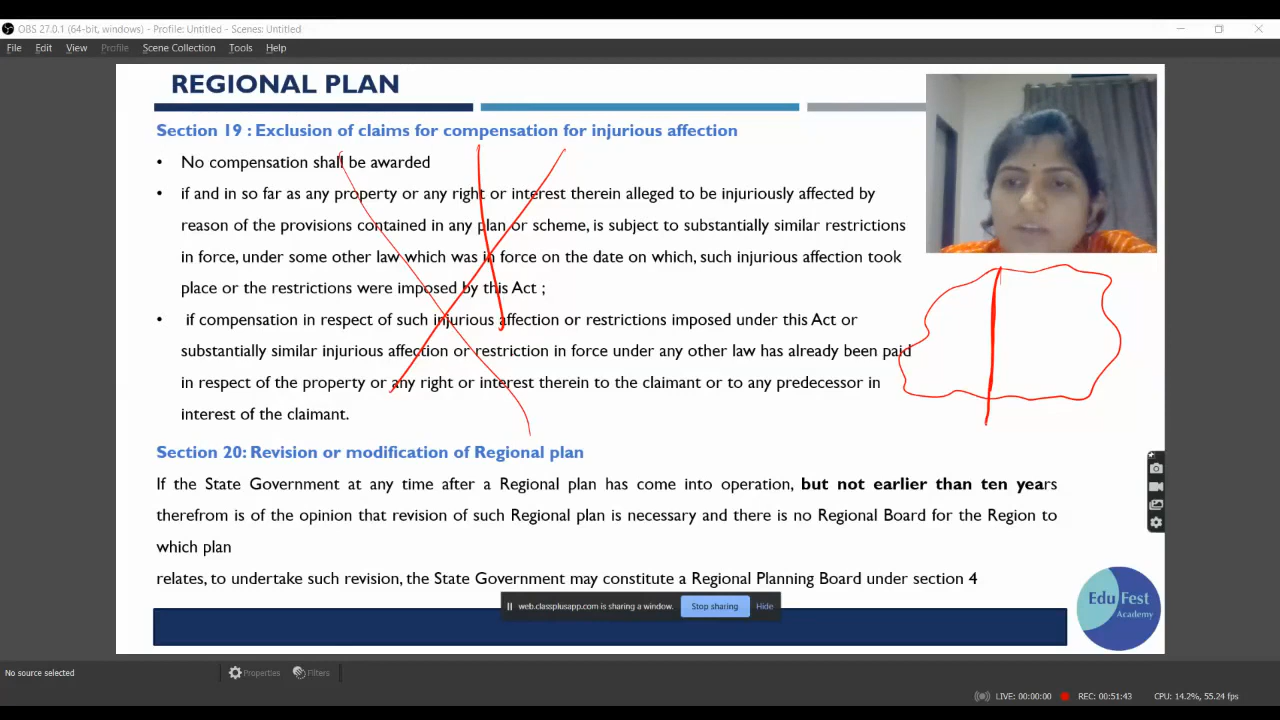 OBS 27.0.1 (64-bit, windows) - Profile: Untitled - Scenes: Untitled
File Edit View Profile Scene Collection Tools Help
REGIONAL PLAN
Section 19 : Exclusion of claims for compensation for injurious affection
• No compensation shall be awarded
• if and in so far as any property or any right or interest therein alleged to be injuriously affected by
reason of the provisions contained in any plan or scheme, is subject to substantially similar restrictions
in force, under some other law which was in force on the date on which, such injurious affection took
place or the restrictions were imposed by this Act ;
• if compensation in respect of such injurious affection or restrictions imposed under this Act or
substantially similar injurious affection or restriction in force under any other law has already been paid
in respect of the property or any right or interest therein to the claimant or to any predecessor in
interest of the claimant.
Section 20: Revision or modification of Regional plan
If the State Government at any time after a Regional plan has come into operation, but not earlier than ten years
therefrom is of the opinion that revision of such Regional plan is necessary and there is no Regional Board for the Region to
which plan
relates, to undertake such revision, the State Government may constitute a Regional Planning Board under section 4
web.classplusapp.com is sharing a window. Stop sharing Hide
Edu Fest
Academy
No source selected Properties Filters
LIVE: 00:00:00 REC: 00:51:43 CPU: 14.2%, 55.24 fps